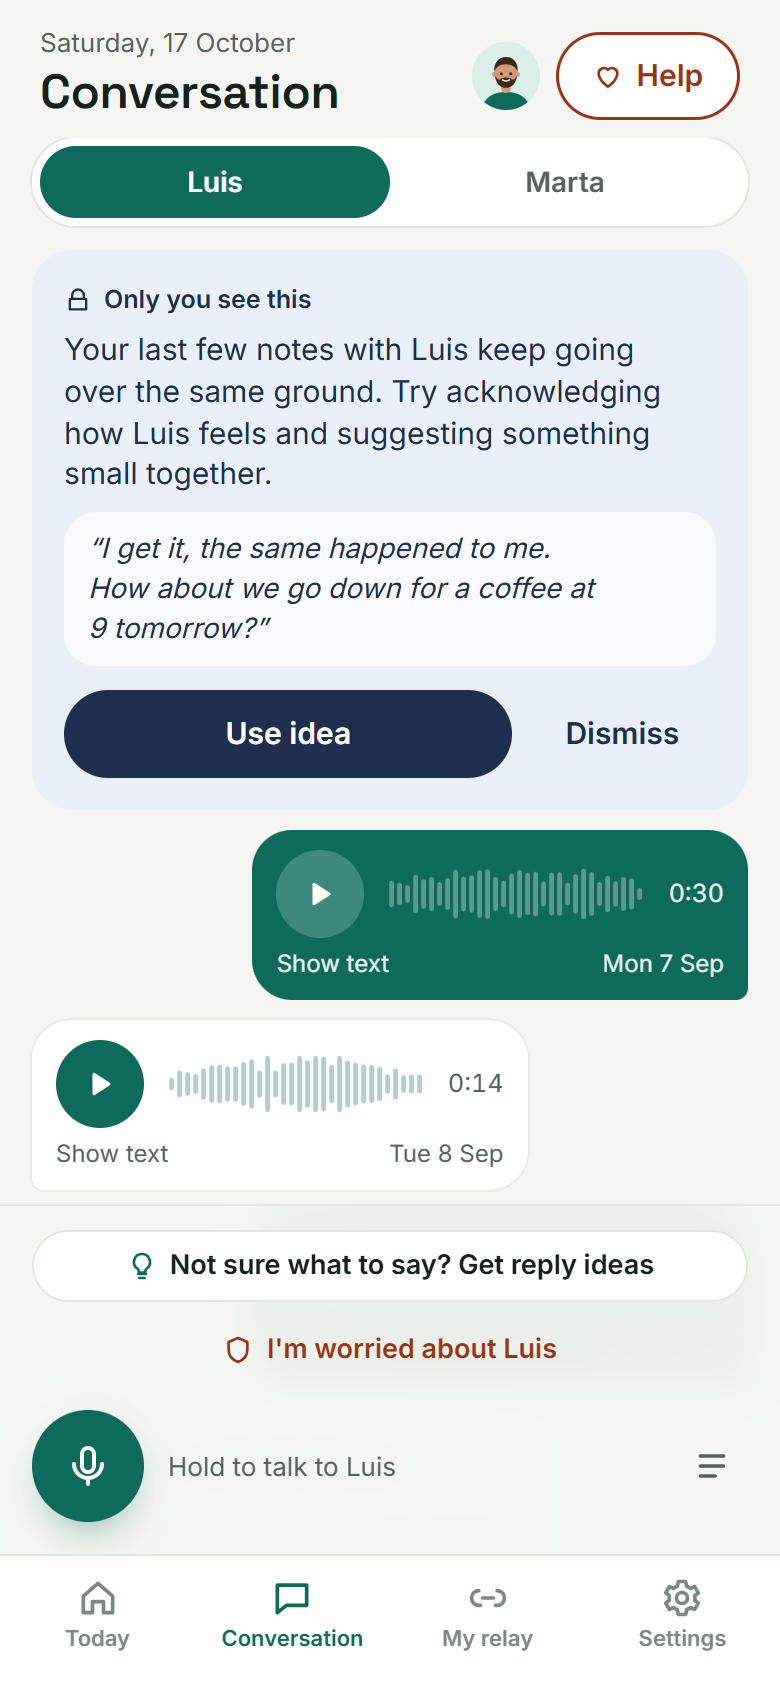 Saturday, 17 October
Conversation
Help
Luis
Marta
Only you see this
Your last few notes with Luis keep going
over the same ground. Try acknowledging
how Luis feels and suggesting something
small together.
“I get it, the same happened to me.
How about we go down for a coffee at
9 tomorrow?”
Use idea
Dismiss
0:30
Show text
Mon 7 Sep
0:14
Show text
Tue 8 Sep
Not sure what to say? Get reply ideas
I'm worried about Luis
Hold to talk to Luis
Today
Conversation
My relay
Settings